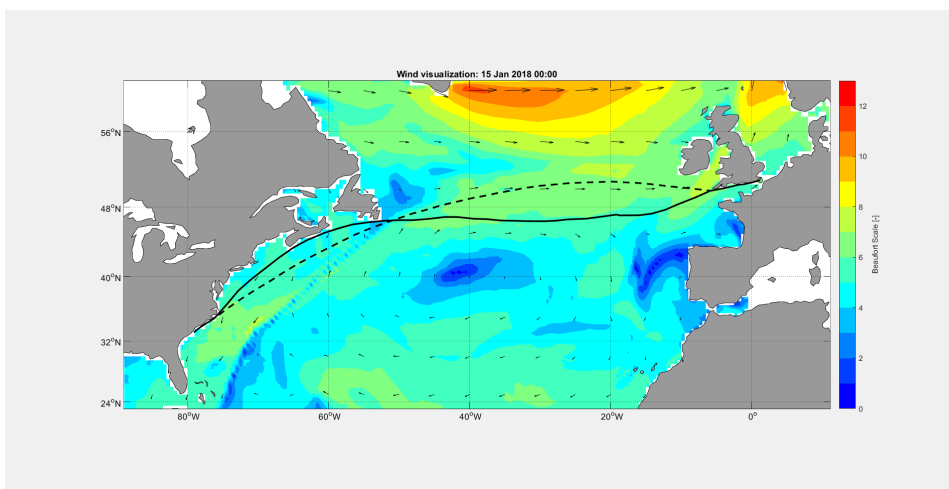 Wind visualization: 15 Jan 2018 00:00
56°N
48°N
40°N
32°N
24°N
80°W
60°W
40°W
20°W
0°
12
10
8
6
4
2
0
Beaufort Scale [-]